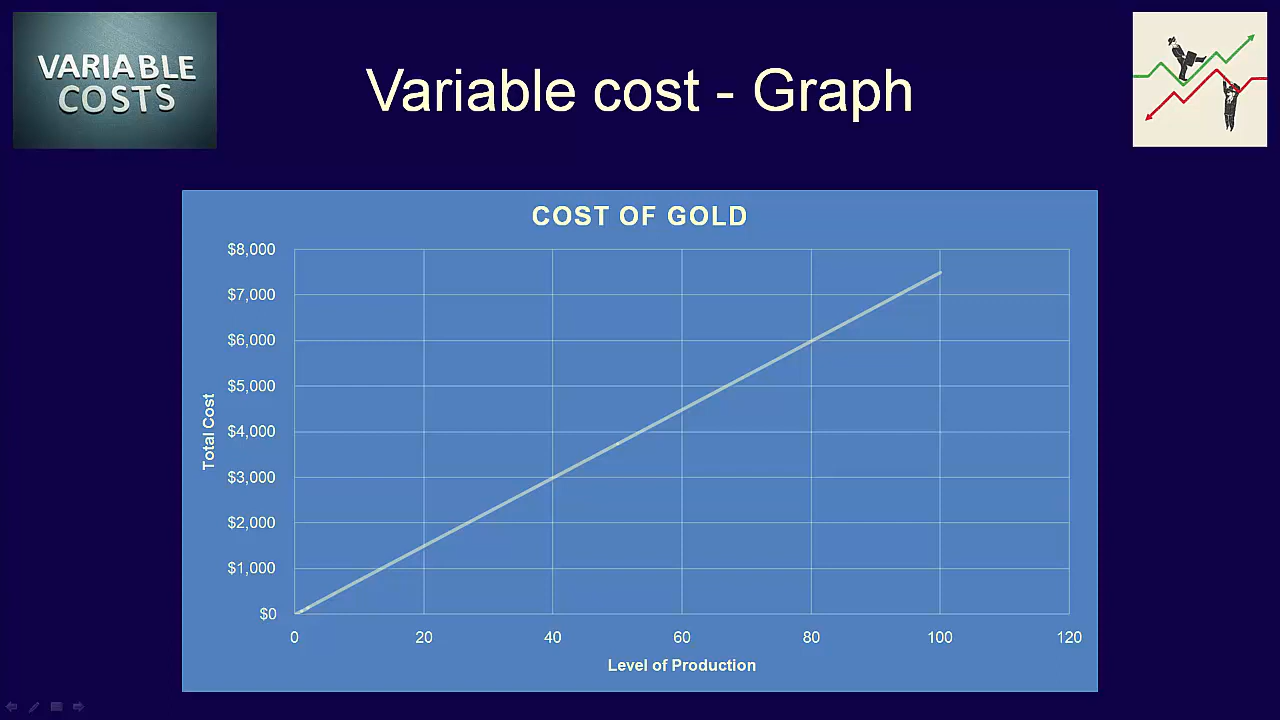 VARIABLE
COSTS
Variable cost - Graph
COST OF GOLD
$8,000
$7,000
$6,000
$5,000
$4,000
$3,000
$2,000
$1,000
$0
Total Cost
0 20 40 60 80 100 120
Level of Production